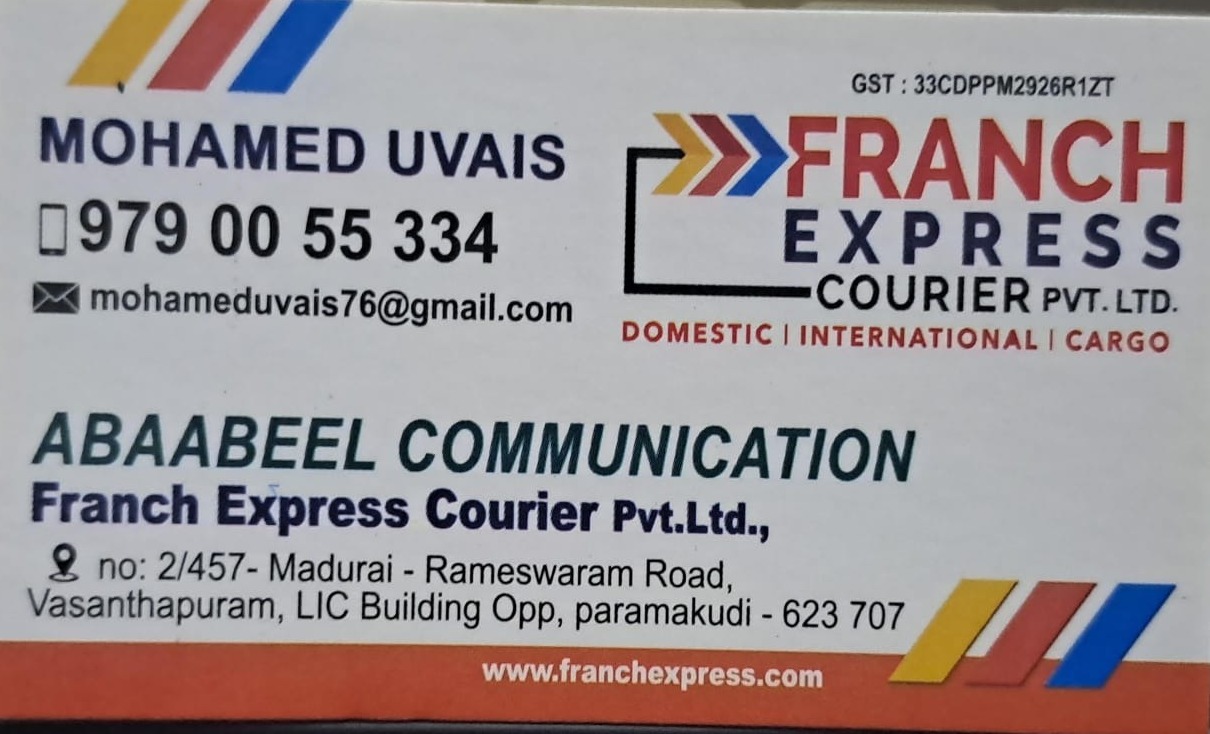 GST : 33CDPPM2926R1ZT
MOHAMED UVAIS
979 00 55 334
mohameduvais76@gmail.com
FRANCH
EXPRESS
COURIER PVT. LTD.
DOMESTIC | INTERNATIONAL | CARGO
ABAABEEL COMMUNICATION
Franch Express Courier Pvt.Ltd.,
no: 2/457- Madurai - Rameswaram Road,
Vasanthapuram, LIC Building Opp, paramakudi - 623 707
www.franchexpress.com